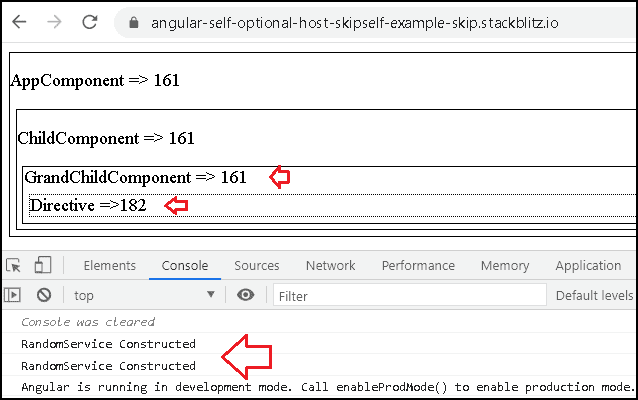 angular-self-optional-host-skipself-example-skip.stackblitz.io
AppComponent => 161
ChildComponent => 161
GrandChildComponent => 161
Directive =>182
Elements Console Sources Network Performance Memory Application
top Filter Default levels
Console was cleared
RandomService Constructed
RandomService Constructed
Angular is running in development mode. Call enableProdMode() to enable production mode.